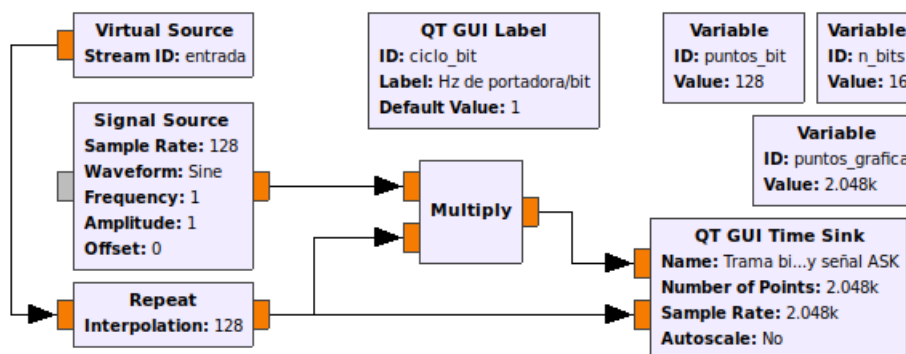 Virtual Source
Stream ID: entrada
QT GUI Label
ID: ciclo_bit
Label: Hz de portadora/bit
Default Value: 1
Variable
ID: puntos_bit
Value: 128
Variable
ID: n_bits
Value: 16
Signal Source
Sample Rate: 128
Waveform: Sine
Frequency: 1
Amplitude: 1
Offset: 0
Variable
ID: puntos_grafica
Value: 2.048k
Multiply
QT GUI Time Sink
Name: Trama bi...y señal ASK
Number of Points: 2.048k
Sample Rate: 2.048k
Autoscale: No
Repeat
Interpolation: 128